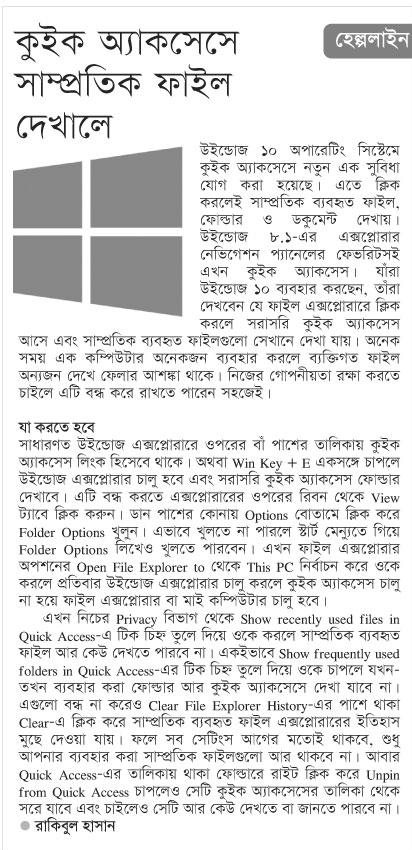 কুইক অ্যাকসেসে
হেল্পলাইন
সাম্প্রতিক ফাইল
দেখালে
উইন্ডোজ ১০ অপারেটিং সিস্টেমে
কুইক অ্যাকসেসে নতুন এক সুবিধা
যোগ করা হয়েছে। এতে ক্লিক
করলেই সাম্প্রতিক ব্যবহৃত ফাইল,
ফোল্ডার ও ডকুমেন্ট দেখায়।
উইন্ডোজ ৮.১-এর এক্সপ্লোরার
নেভিগেশন প্যানেলের ফেভরিটসই
এখন কুইক অ্যাকসেস। যাঁরা
উইন্ডোজ ১০ ব্যবহার করছেন, তাঁরা
দেখবেন যে ফাইল এক্সপ্লোরারে ক্লিক
করলে সরাসরি কুইক অ্যাকসেস
আসে এবং সাম্প্রতিক ব্যবহৃত ফাইলগুলো সেখানে দেখা যায়। অনেক
সময় এক কম্পিউটার অনেকজন ব্যবহার করলে ব্যক্তিগত ফাইল
অন্যজন দেখে ফেলার আশঙ্কা থাকে। নিজের গোপনীয়তা রক্ষা করতে
চাইলে এটি বন্ধ করে রাখতে পারেন সহজেই।
যা করতে হবে
সাধারণত উইন্ডোজ এক্সপ্লোরারে ওপরের বাঁ পাশের তালিকায় কুইক
অ্যাকসেস লিংক হিসেবে থাকে। অথবা Win Key + E একসঙ্গে চাপলে
উইন্ডোজ এক্সপ্লোরার চালু হবে এবং সরাসরি কুইক অ্যাকসেস ফোল্ডার
দেখাবে। এটি বন্ধ করতে এক্সপ্লোরারের ওপরের রিবন থেকে View
ট্যাবে ক্লিক করুন। ডান পাশের কোনায় Options বোতামে ক্লিক করে
Folder Options খুলুন। এভাবে খুলতে না পারলে স্টার্ট মেন্যুতে গিয়ে
Folder Options লিখেও খুলতে পারবেন। এখন ফাইল এক্সপ্লোরার
অপশনের Open File Explorer to থেকে This PC নির্বাচন করে ওকে
করলে প্রতিবার উইন্ডোজ এক্সপ্লোরার চালু করলে কুইক অ্যাকসেস চালু
না হয়ে ফাইল এক্সপ্লোরার বা মাই কম্পিউটার চালু হবে।
এখন নিচের Privacy বিভাগ থেকে Show recently used files in
Quick Access-এ টিক চিহ্ন তুলে দিয়ে ওকে করলে সাম্প্রতিক ব্যবহৃত
ফাইল আর কেউ দেখতে পারবে না। একইভাবে Show frequently used
folders in Quick Access-এর টিক চিহ্ন তুলে দিয়ে ওকে চাপলে যখন-
তখন ব্যবহার করা ফোল্ডার আর কুইক অ্যাকসেসে দেখা যাবে না।
এগুলো বন্ধ না করেও Clear File Explorer History-এর পাশে থাকা
Clear-এ ক্লিক করে সাম্প্রতিক ব্যবহৃত ফাইল এক্সপ্লোরারের ইতিহাস
মুছে দেওয়া যায়। ফলে সব সেটিংস আগের মতোই থাকবে, শুধু
আপনার ব্যবহার করা সাম্প্রতিক ফাইলগুলো আর থাকবে না। আবার
Quick Access-এর তালিকায় থাকা ফোল্ডারে রাইট ক্লিক করে Unpin
from Quick Access চাপলেও সেটি কুইক অ্যাকসেসের তালিকা থেকে
সরে যাবে এবং চাইলেও সেটি আর কেউ দেখতে বা জানতে পারবে না।
রাকিবুল হাসান